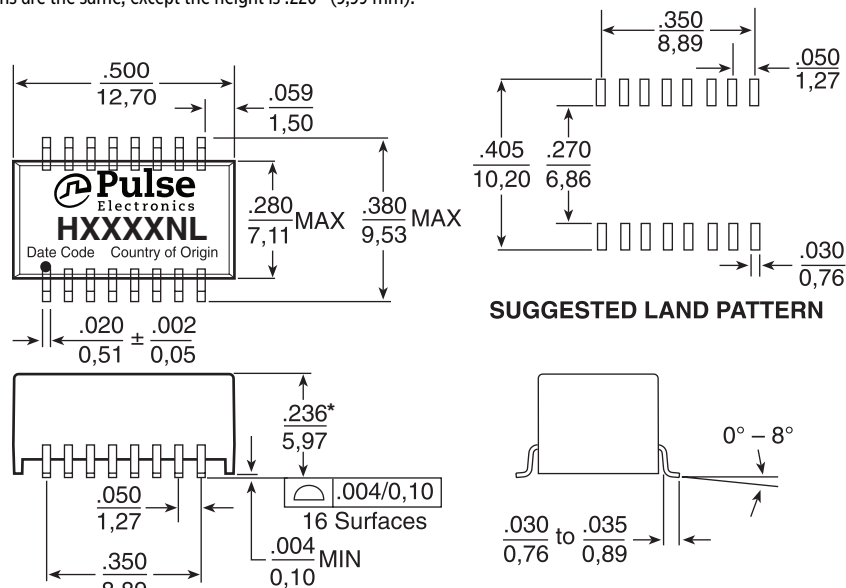 ns are the same, except the height is .220" (5,59 mm).
.350
8,89
.050
1,27
.500
12,70
.059
1,50
.405
10,20
.270
6,86
Pulse
Electronics
HXXXXNL
Date Code Country of Origin
.280
7,11 MAX
.380
9,53 MAX
.030
0,76
SUGGESTED LAND PATTERN
.020 ± .002
0,51 0,05
.236*
5,97
0° – 8°
.004/0,10
16 Surfaces
.050
1,27
.004
0,10 MIN
.030 to .035
0,76 0,89
.350
8,89